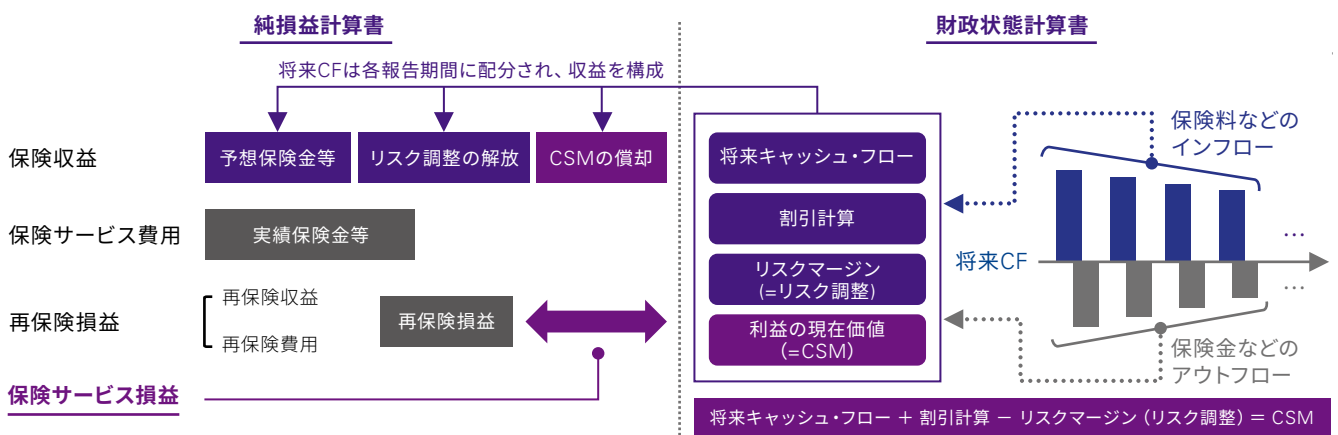 純損益計算書
将来CFは各報告期間に配分され、収益を構成
保険収益
予想保険金等
リスク調整の解放
CSMの償却
保険サービス費用
実績保険金等
再保険損益
再保険収益
再保険費用
再保険損益
保険サービス損益
財政状態計算書
将来キャッシュ・フロー
割引計算
リスクマージン
(=リスク調整)
利益の現在価値
(=CSM)
保険料などの
インフロー
…
将来CF
…
保険金などの
アウトフロー
将来キャッシュ・フロー + 割引計算 − リスクマージン (リスク調整) = CSM